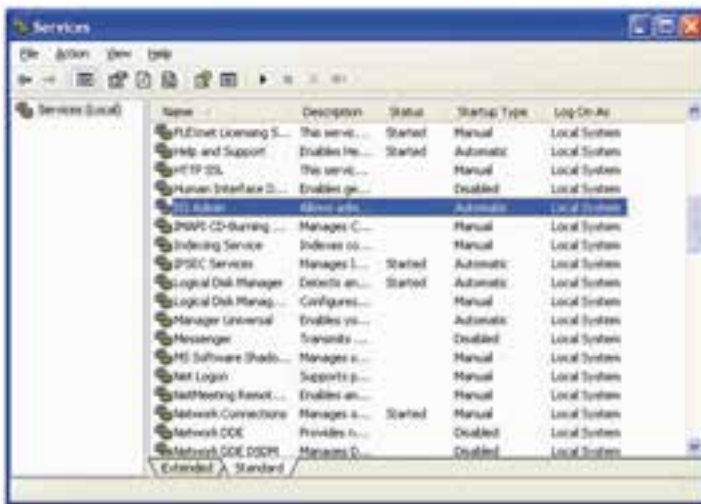 Services
File Action View Help
Services (Local)
Name Description Status Startup Type Log On As
FLEXnet Licensing S... This servic... Started Manual Local System
Help and Support Enables He... Started Automatic Local System
HTTP SSL This servic... Manual Local System
Human Interface D... Enables ge... Disabled Local System
IIS Admin Allows adm... Automatic Local System
IMAPI CD-Burning ... Manages C... Manual Local System
Indexing Service Indexes co... Manual Local System
IPSEC Services Manages I... Started Automatic Local System
Logical Disk Manager Detects an... Started Automatic Local System
Logical Disk Manag... Configures... Manual Local System
Manager Universal Enables yo... Automatic Local System
Messenger Transmits ... Disabled Local System
MS Software Shado... Manages s... Manual Local System
Net Logon Supports p... Manual Local System
NetMeeting Remot... Enables an... Manual Local System
Network Connections Manages o... Started Manual Local System
Network DDE Provides n... Disabled Local System
Network DDE DSDM Manages D... Disabled Local System
Extended Standard